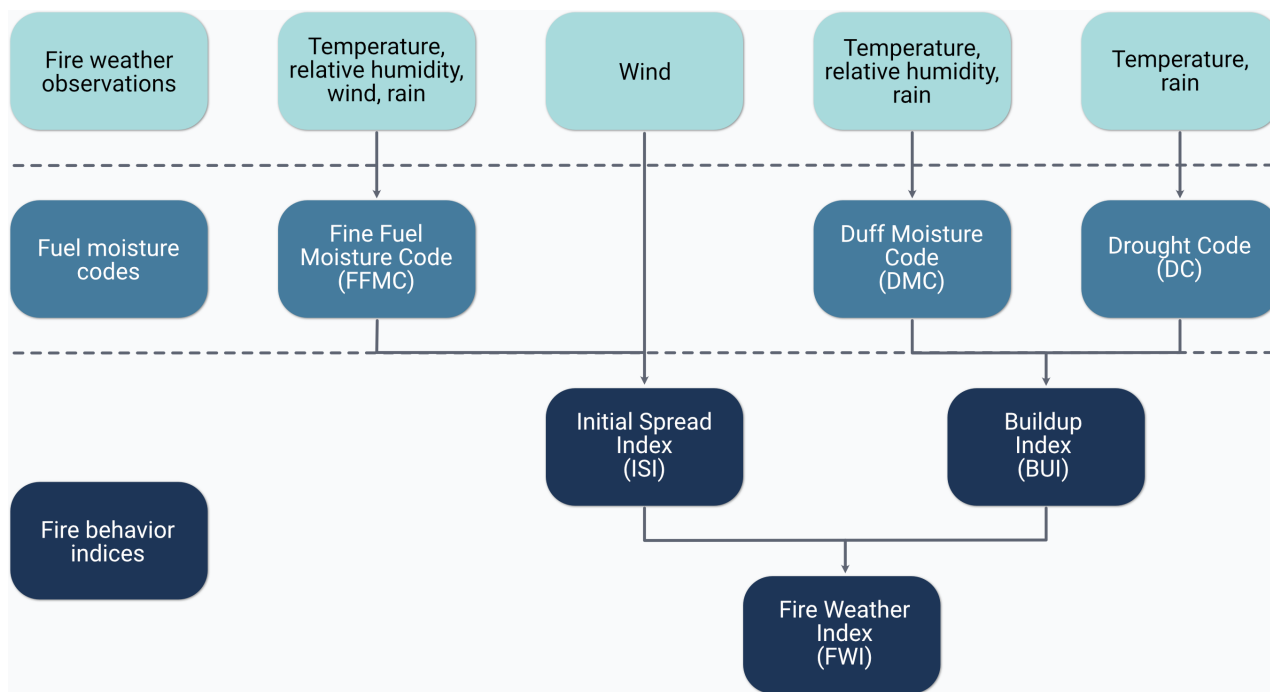 Fire weather
observations
Temperature,
relative humidity,
wind, rain
Wind
Temperature,
relative humidity,
rain
Temperature,
rain
Fuel moisture
codes
Fine Fuel
Moisture Code
(FFMC)
Duff Moisture
Code
(DMC)
Drought Code
(DC)
Initial Spread
Index
(ISI)
Buildup
Index
(BUI)
Fire behavior
indices
Fire Weather
Index
(FWI)